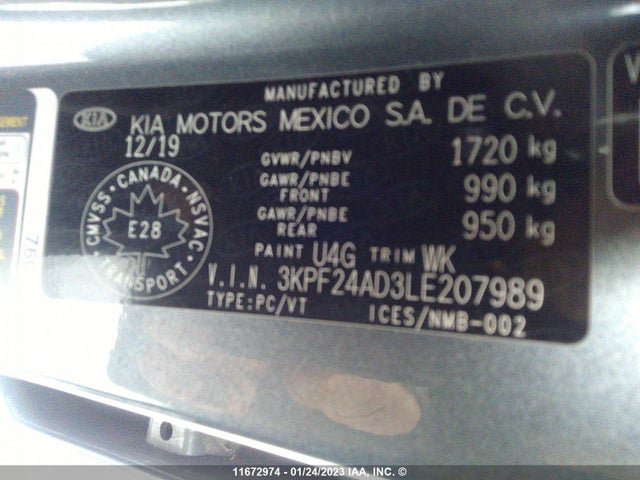 MANUFACTURED BY
KIA KIA MOTORS MEXICO S.A. DE C.V.
12/19
GVWR/PNBV 1720 kg
GAWR/PNBE FRONT 990 kg
GAWR/PNBE REAR 950 kg
CANADA
CMVSS NSVAC
E28
TRANSPORT
PAINT U4G TRIM WK
V.I.N. 3KPF24AD3LE207989
TYPE:PC/VT ICES/NMB-002
11672974 - 01/24/2023 IAA, INC. ©